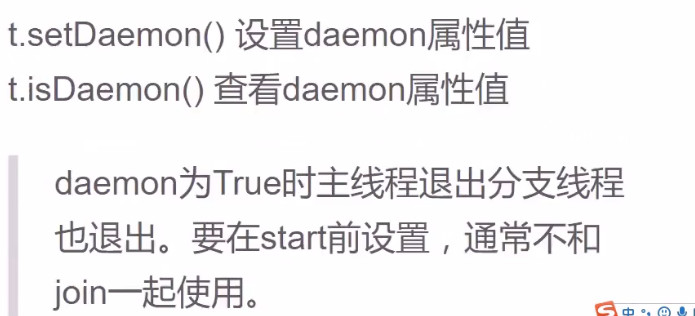 t.setDaemon() 设置daemon属性值
t.isDaemon() 查看daemon属性值
daemon为True时主线程退出分支线程
也退出。要在start前设置，通常不和
join一起使用。
中